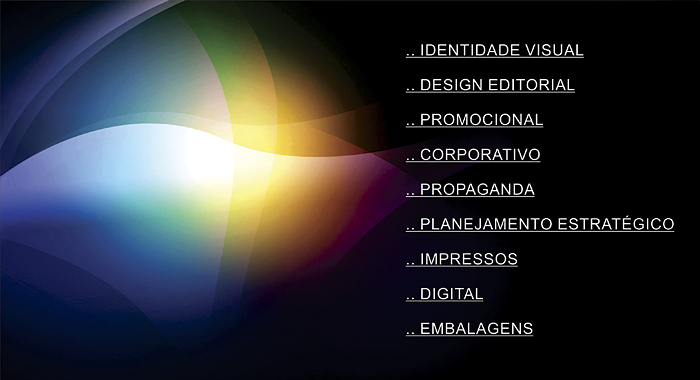 .. IDENTIDADE VISUAL
.. DESIGN EDITORIAL
.. PROMOCIONAL
.. CORPORATIVO
.. PROPAGANDA
.. PLANEJAMENTO ESTRATÉGICO
.. IMPRESSOS
.. DIGITAL
.. EMBALAGENS